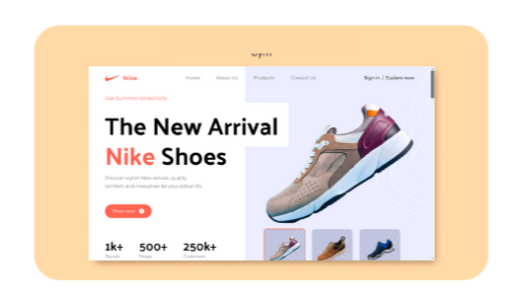 Nike
Home About Us Products Contact Us
Sign in / Explore now
Our Summer collections
The New Arrival
Nike Shoes
Discover stylish Nike arrivals, quality
comfort, and innovation for your active life.
Shop now
1k+ 500+ 250k+
Brands Shops Customers